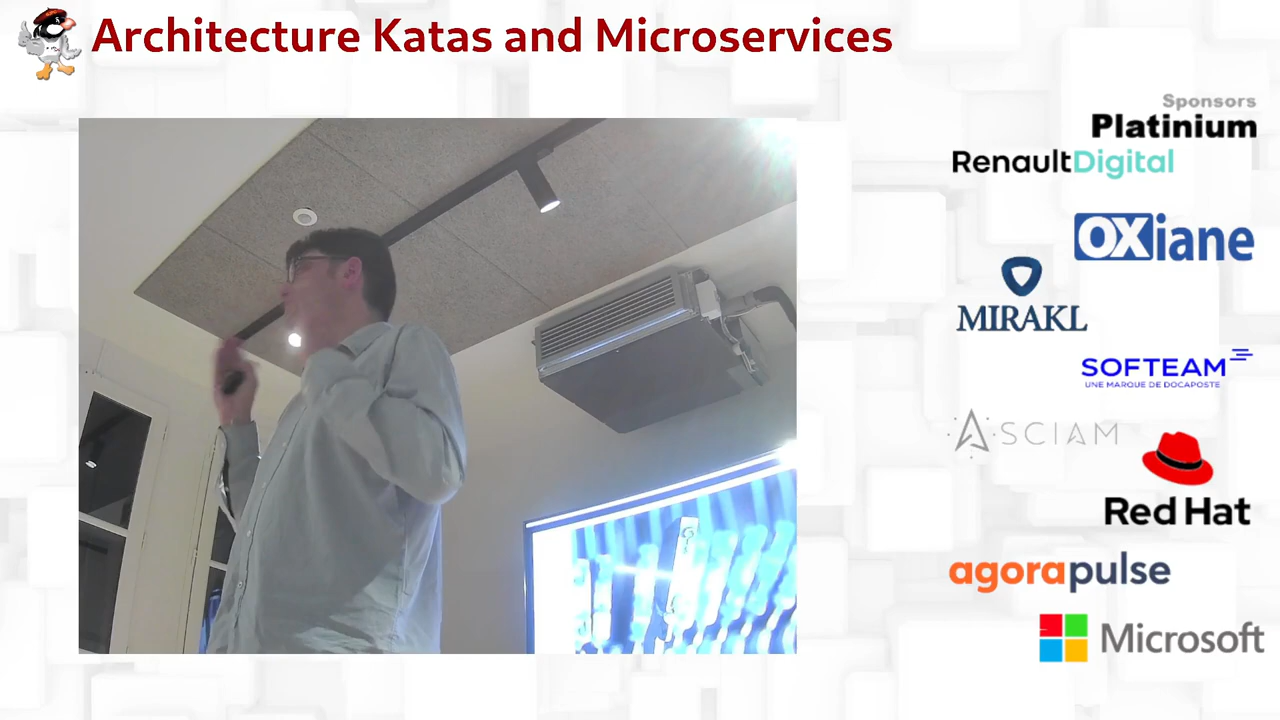 Architecture Katas and Microservices
Sponsors
Platinium
RenaultDigital
OXiane
MIRAKL
SOFTEAM
UNE MARQUE DE DOCAPOSTE
ASCIAM
Red Hat
agorapulse
Microsoft